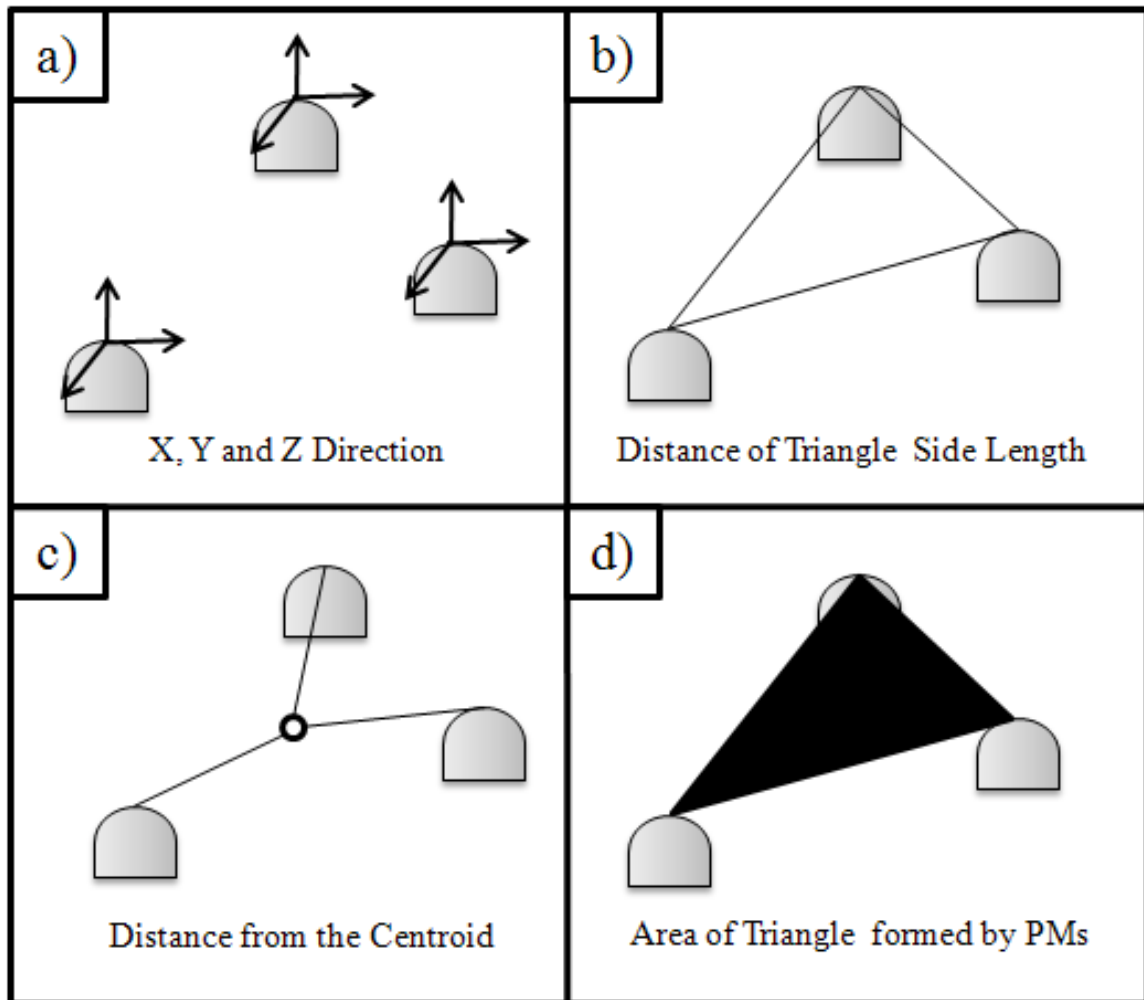 a)
X, Y and Z Direction
b)
Distance of Triangle Side Length
c)
Distance from the Centroid
d)
Area of Triangle formed by PMs